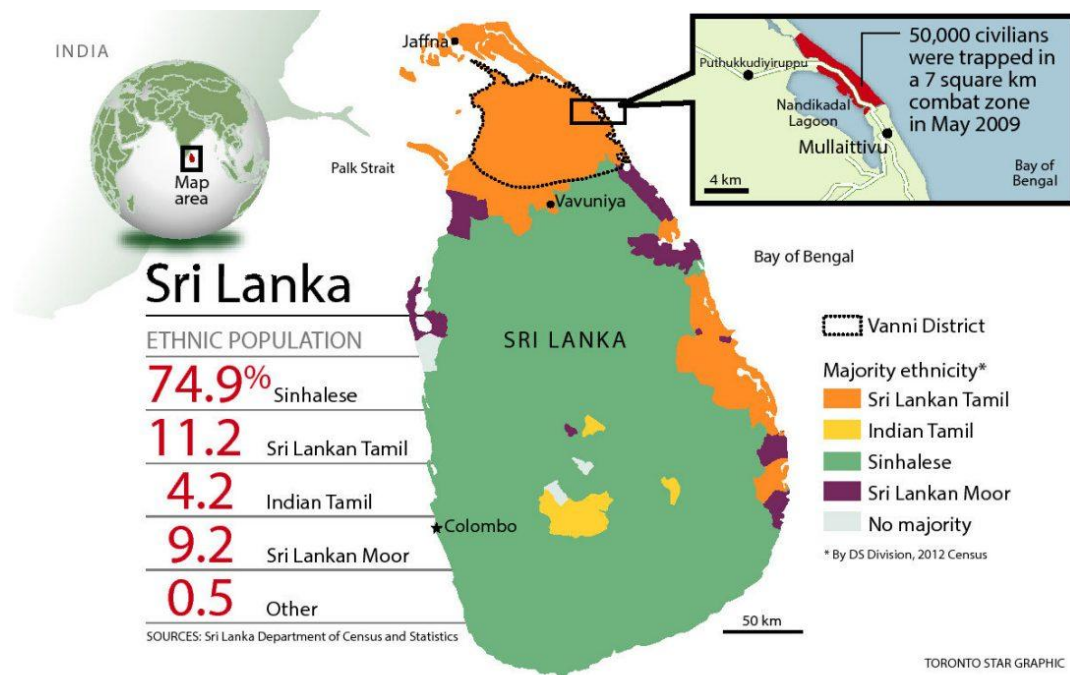 INDIA
Map
area
Sri Lanka
ETHNIC POPULATION
74.9% Sinhalese
11.2 Sri Lankan Tamil
4.2 Indian Tamil
9.2 Sri Lankan Moor
0.5 Other
SOURCES: Sri Lanka Department of Census and Statistics
Jaffna
Palk Strait
Vavuniya
SRI LANKA
Colombo
50 km
Bay of Bengal
Puthukkudiyiruppu
Nandikadal
Lagoon
Mullaittivu
4 km
Bay of
Bengal
50,000 civilians
were trapped in
a 7 square km
combat zone
in May 2009
Vanni District
Majority ethnicity*
Sri Lankan Tamil
Indian Tamil
Sinhalese
Sri Lankan Moor
No majority
* By DS Division, 2012 Census
TORONTO STAR GRAPHIC